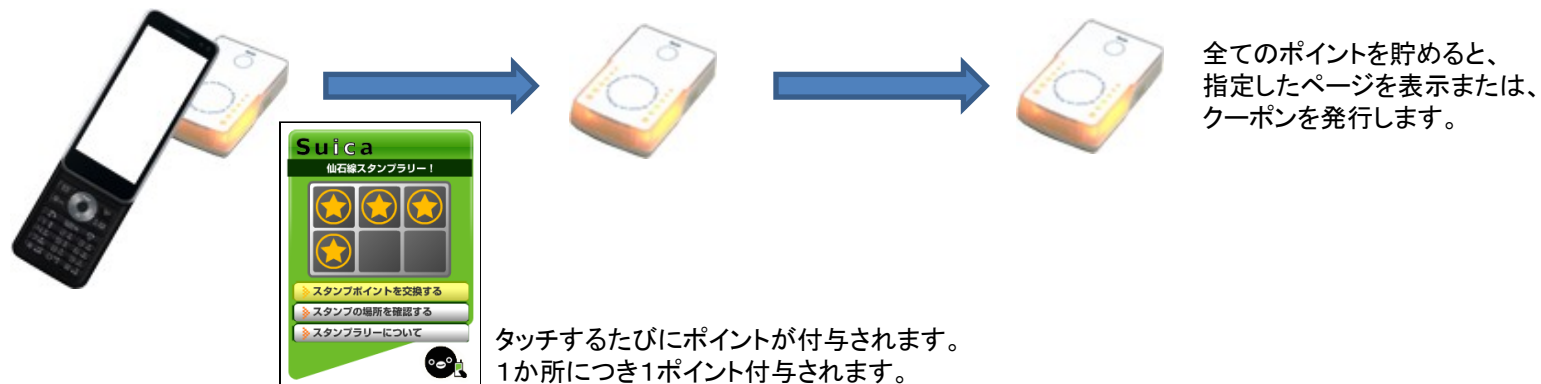 全てのポイントを貯めると、
指定したページを表示または、
クーポンを発行します。
Suica
仙石線スタンプラリー！
スタンプポイントを交換する
スタンプの場所を確認する
スタンプラリーについて
タッチするたびにポイントが付与されます。
１か所につき１ポイント付与されます。